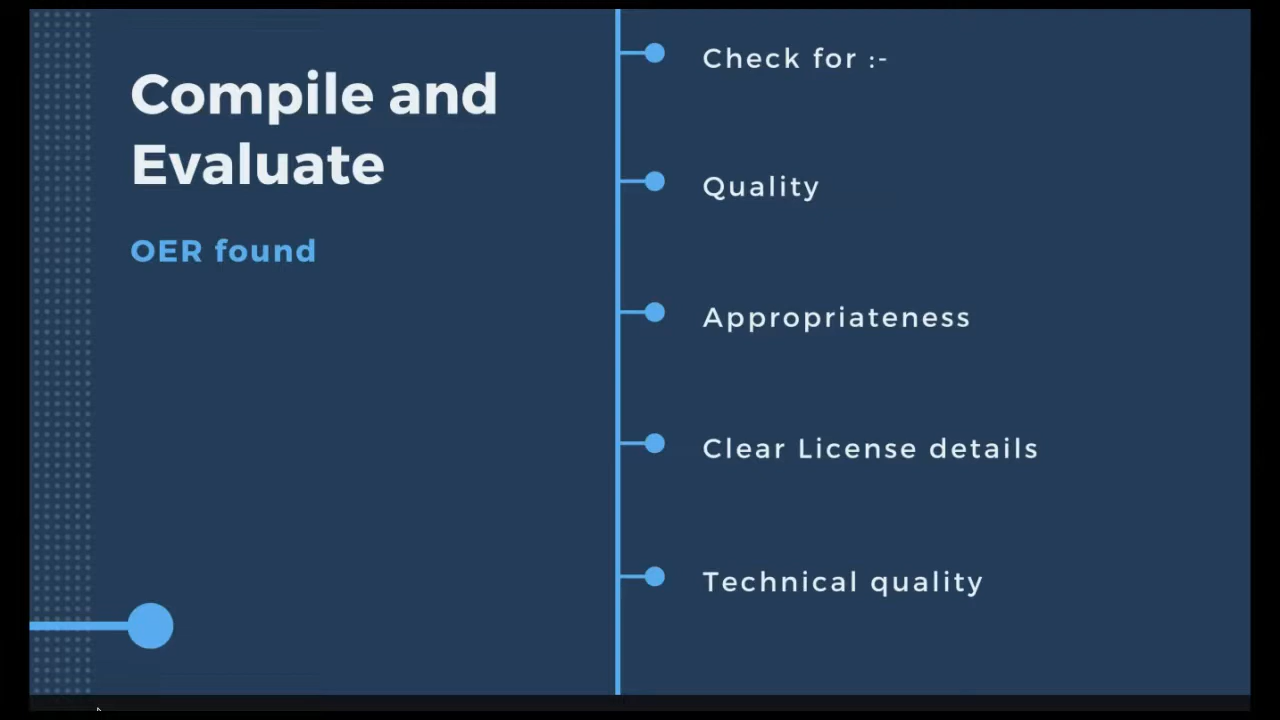 Compile and
Evaluate
OER found
Check for :-
Quality
Appropriateness
Clear License details
Technical quality